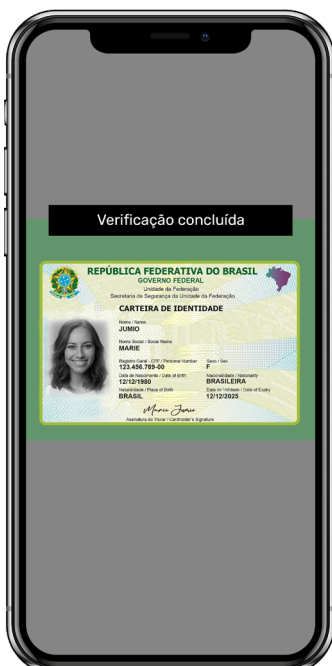 Verificação concluída
REPÚBLICA FEDERATIVA DO BRASIL
GOVERNO FEDERAL
Unidade da Federação
Secretaria de Segurança da Unidade da Federação
CARTEIRA DE IDENTIDADE
Nome / Name
JUMIO
Nome Social / Social Name
MARIE
Registro Geral - CPF / Personal Number Sexo / Sex
123.456.789-00 F
Data de Nascimento / Date of Birth Nacionalidade / Nationality
12/12/1980 BRASILEIRA
Naturalidade / Place of Birth Data de Validade / Date of Expiry
BRASIL 12/12/2025
Marie Jumio
Assinatura do Titular / Cardholder's Signature